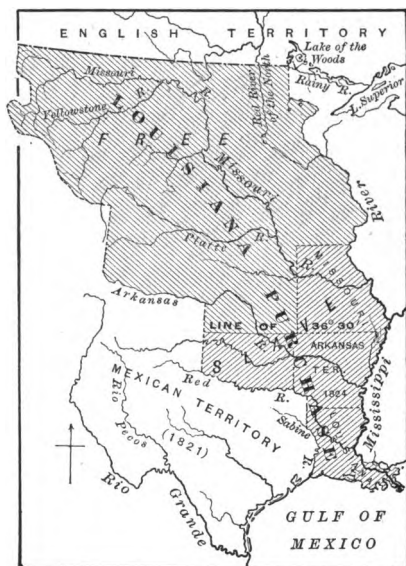 ENGLISH TERRITORY
Lake of the
Woods
Rainy R.
L. Superior
Missouri R.
Yellowstone R.
Red River
of the North
FREE
LOUISIANA PURCHASE
Missouri R.
River
Platte R.
MISSOURI
Arkansas
LINE OF 36° 30'
ARKANSAS
TER.
1824
SLAVE
Red R.
MEXICAN TERRITORY
(1821)
Rio Pecos
Sabine R.
LOUISIANA
Mississippi
Rio Grande
GULF OF
MEXICO